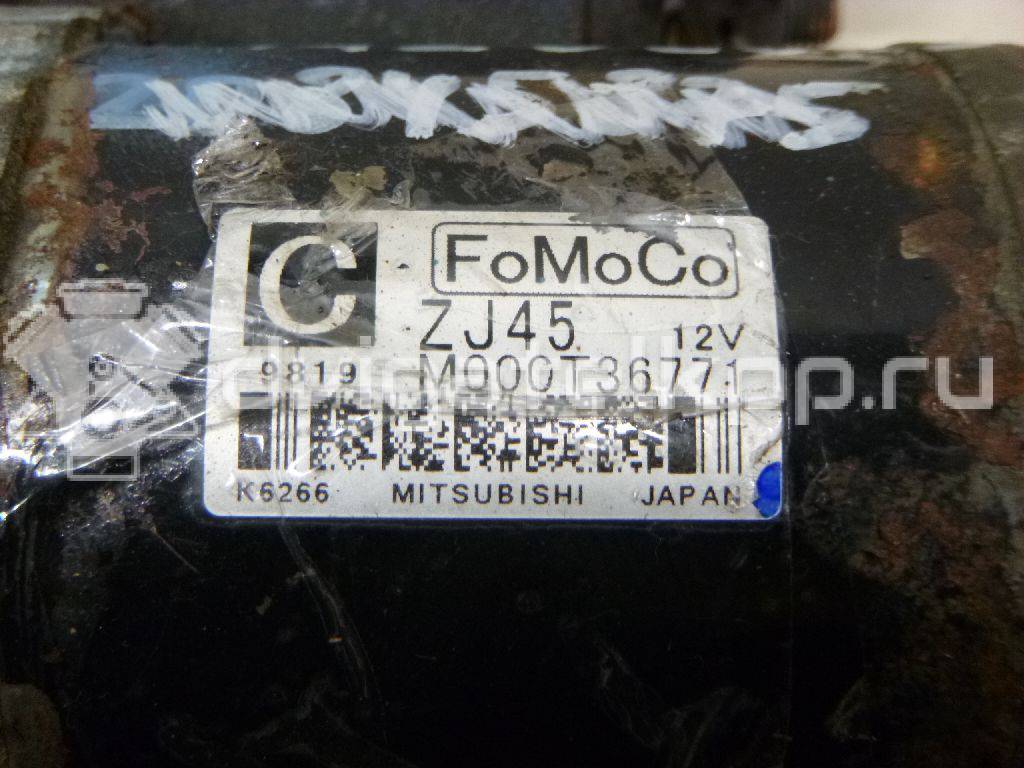 C FoMoCo
ZJ45 12V
9819 M000T36771
K6266 MITSUBISHI JAPAN